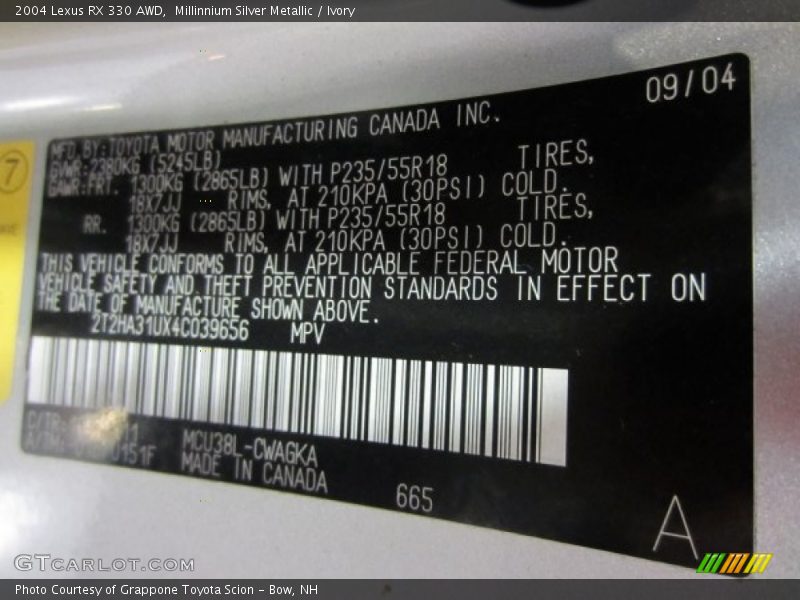 2004 Lexus RX 330 AWD, Millinnium Silver Metallic / Ivory
09/04
7
MFD BY:TOYOTA MOTOR MANUFACTURING CANADA INC.
GVWR:2380KG (5245LB)
GAWR:FRT. 1300KG (2865LB) WITH P235/55R18 TIRES,
18X7JJ RIMS, AT 210KPA (30PSI) COLD.
RR. 1300KG (2865LB) WITH P235/55R18 TIRES,
18X7JJ RIMS, AT 210KPA (30PSI) COLD.
THIS VEHICLE CONFORMS TO ALL APPLICABLE FEDERAL MOTOR
VEHICLE SAFETY AND THEFT PREVENTION STANDARDS IN EFFECT ON
THE DATE OF MANUFACTURE SHOWN ABOVE.
2T2HA31UX4C039656 MPV
C/TR:
A/TM:
MCU38L-CWAGKA
MADE IN CANADA
665
A
GTCARLOT.COM
Photo Courtesy of Grappone Toyota Scion - Bow, NH